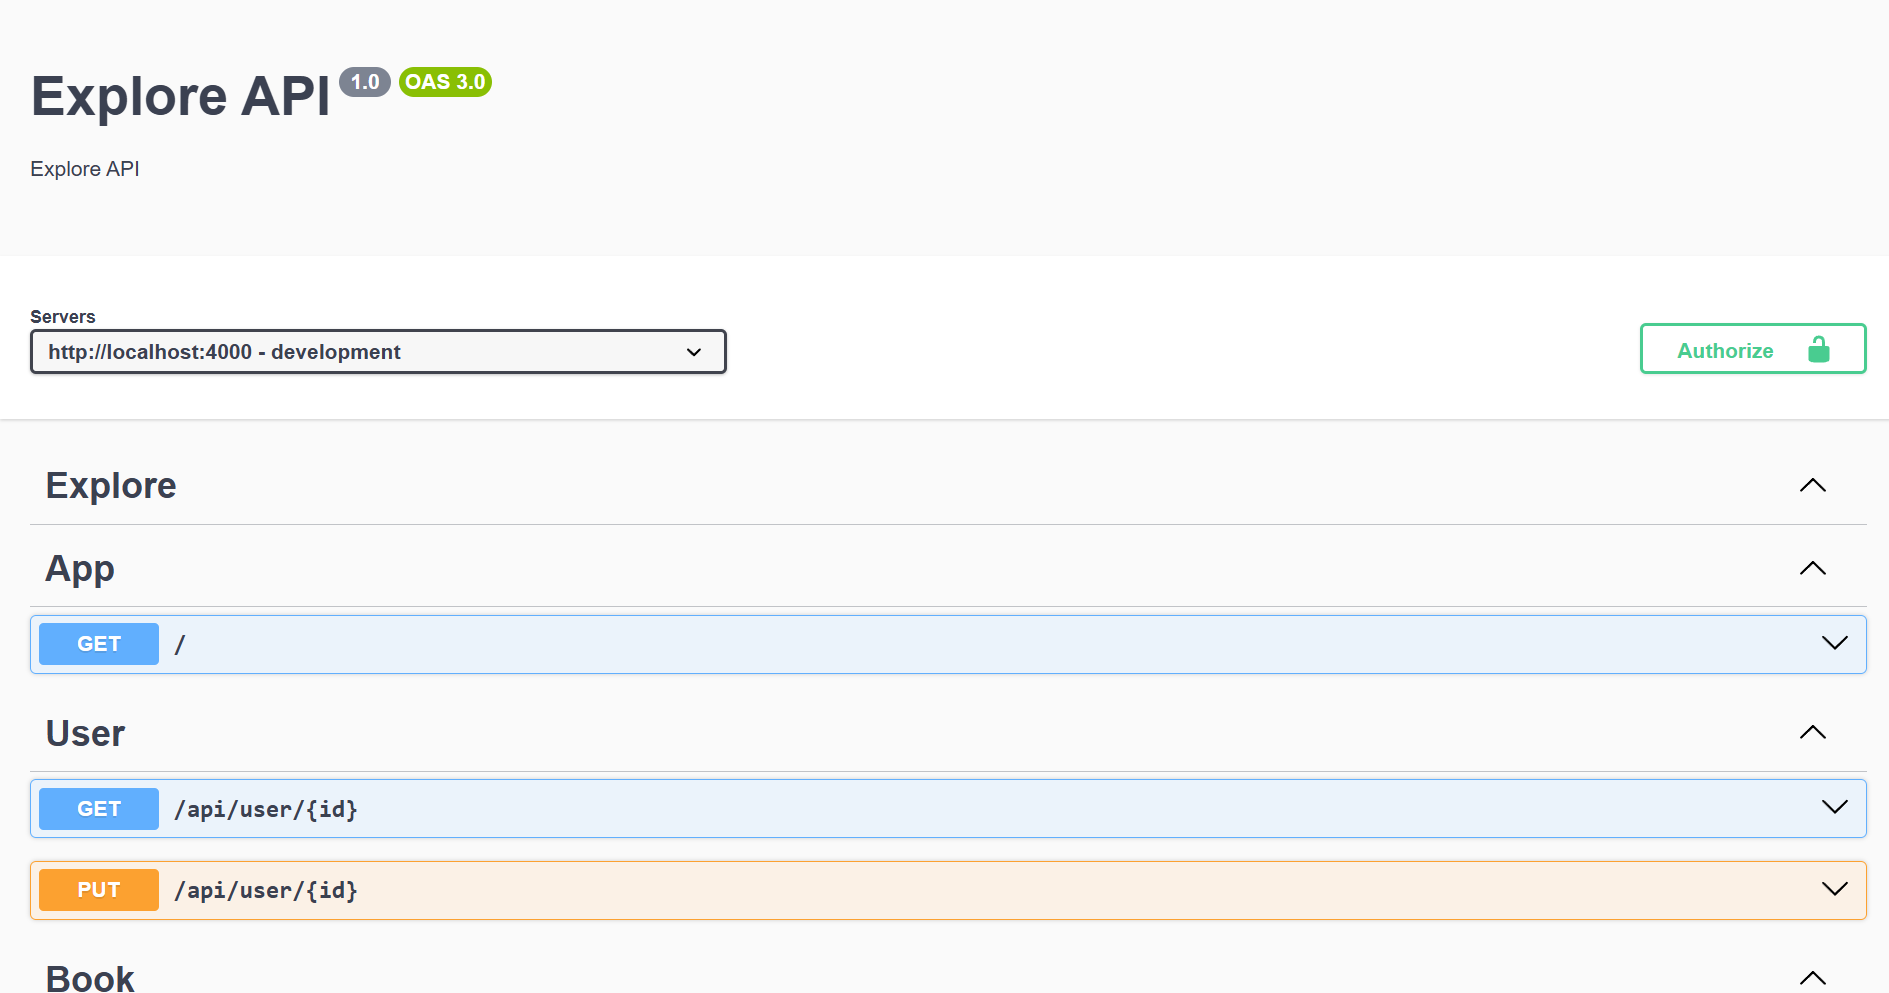 Explore API 1.0 OAS 3.0
Explore API
Servers
http://localhost:4000 - development
Authorize
Explore
App
GET /
User
GET /api/user/{id}
PUT /api/user/{id}
Book